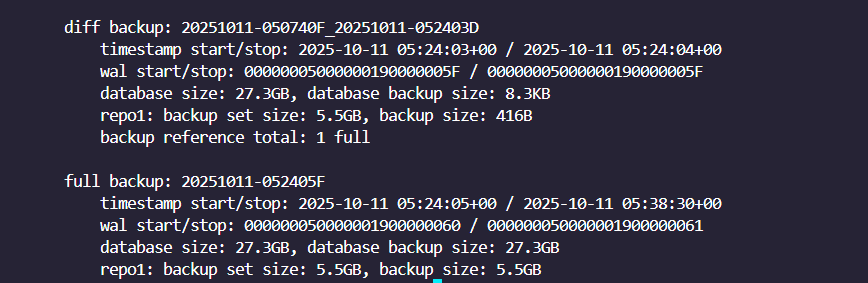 diff backup: 20251011-050740F_20251011-052403D
timestamp start/stop: 2025-10-11 05:24:03+00 / 2025-10-11 05:24:04+00
wal start/stop: 00000005000000190000005F / 00000005000000190000005F
database size: 27.3GB, database backup size: 8.3KB
repo1: backup set size: 5.5GB, backup size: 416B
backup reference total: 1 full
full backup: 20251011-052405F
timestamp start/stop: 2025-10-11 05:24:05+00 / 2025-10-11 05:38:30+00
wal start/stop: 000000050000001900000060 / 000000050000001900000061
database size: 27.3GB, database backup size: 27.3GB
repo1: backup set size: 5.5GB, backup size: 5.5GB